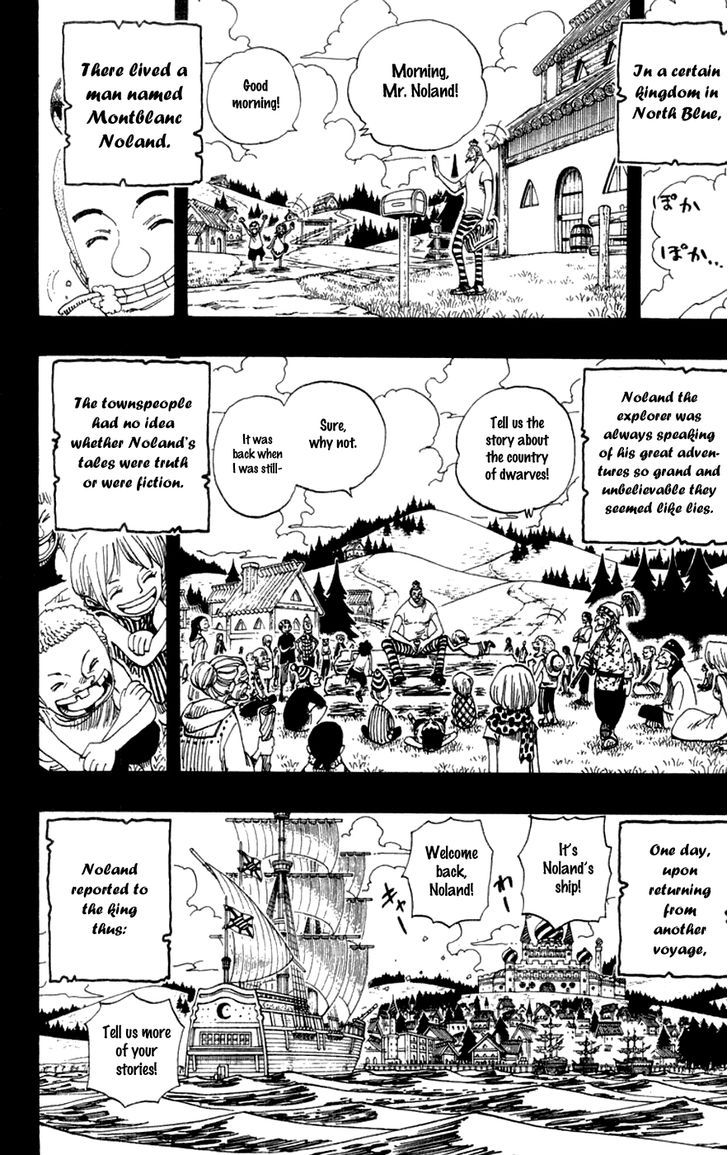 In a certain
kingdom in
North Blue,
ぽか
ぽか..
Morning,
Mr. Noland!
Good
morning!
There lived a
man named
Montblanc
Noland.
Noland the
explorer was
always speaking
of his great adven-
tures so grand and
unbelievable they
seemed like lies.
Tell us the
story about
the country
of dwarves!
Sure,
why not.
It was
back when
I was still-
The townspeople
had no idea
whether Noland's
tales were truth
or were fiction.
One day,
upon
returning
from
another
voyage,
It's
Noland's
ship!
わー
Welcome
back,
Noland!
キャー
Noland
reported to
the king
thus:
Tell us more
of your
stories!